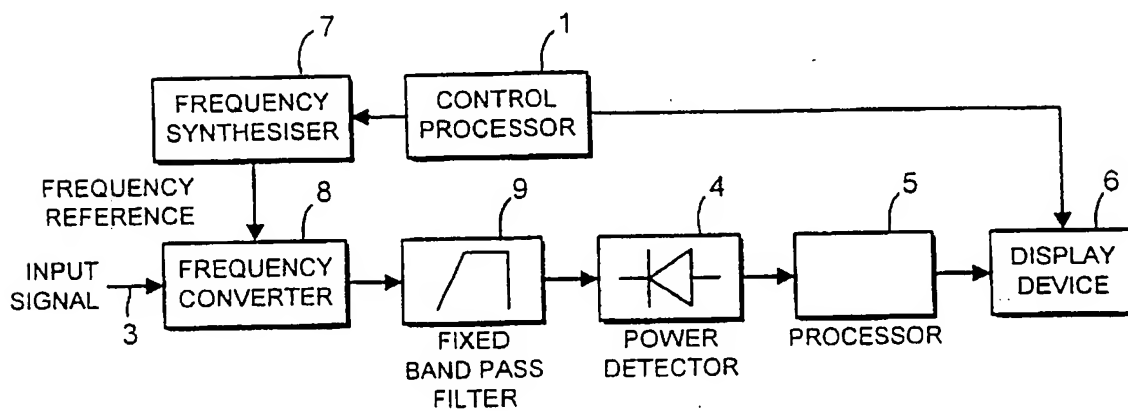 7
1
FREQUENCY
SYNTHESISER
CONTROL
PROCESSOR
FREQUENCY
REFERENCE
8
9
4
5
6
INPUT
SIGNAL
3
FREQUENCY
CONVERTER
DISPLAY
DEVICE
FIXED
BAND PASS
FILTER
POWER
DETECTOR
PROCESSOR